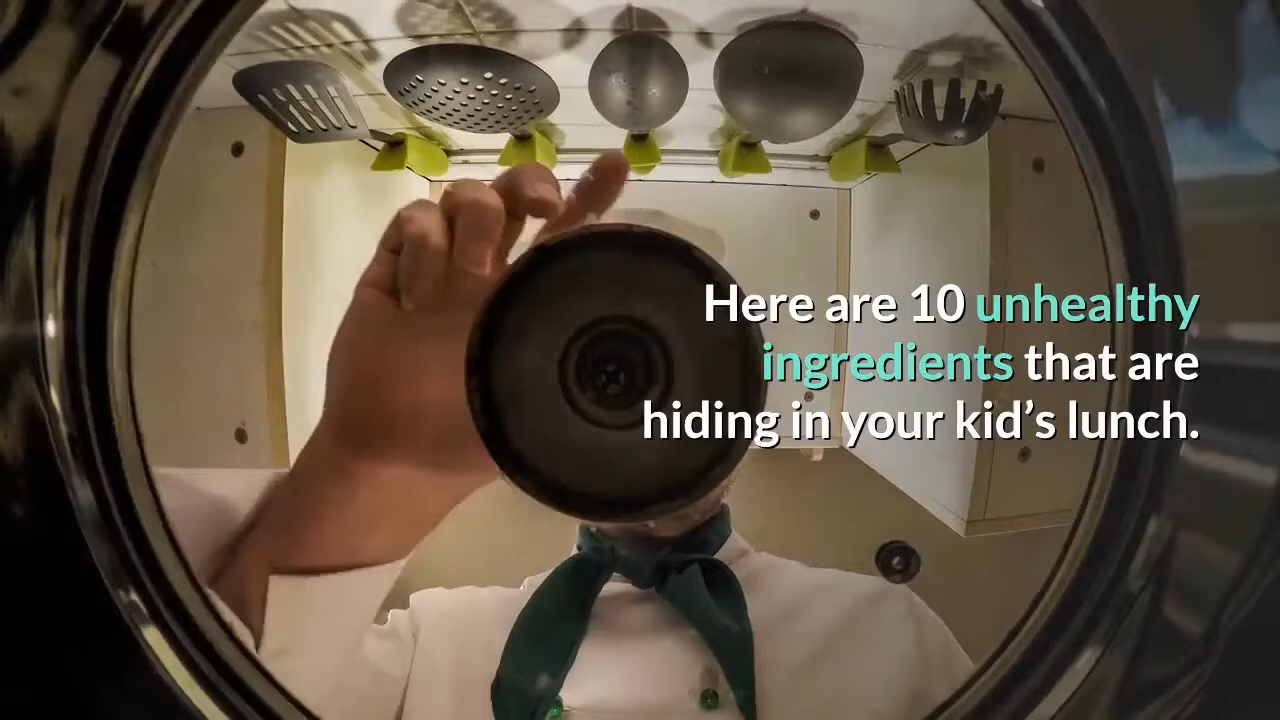 Here are 10 unhealthy
ingredients that are
hiding in your kid’s lunch.